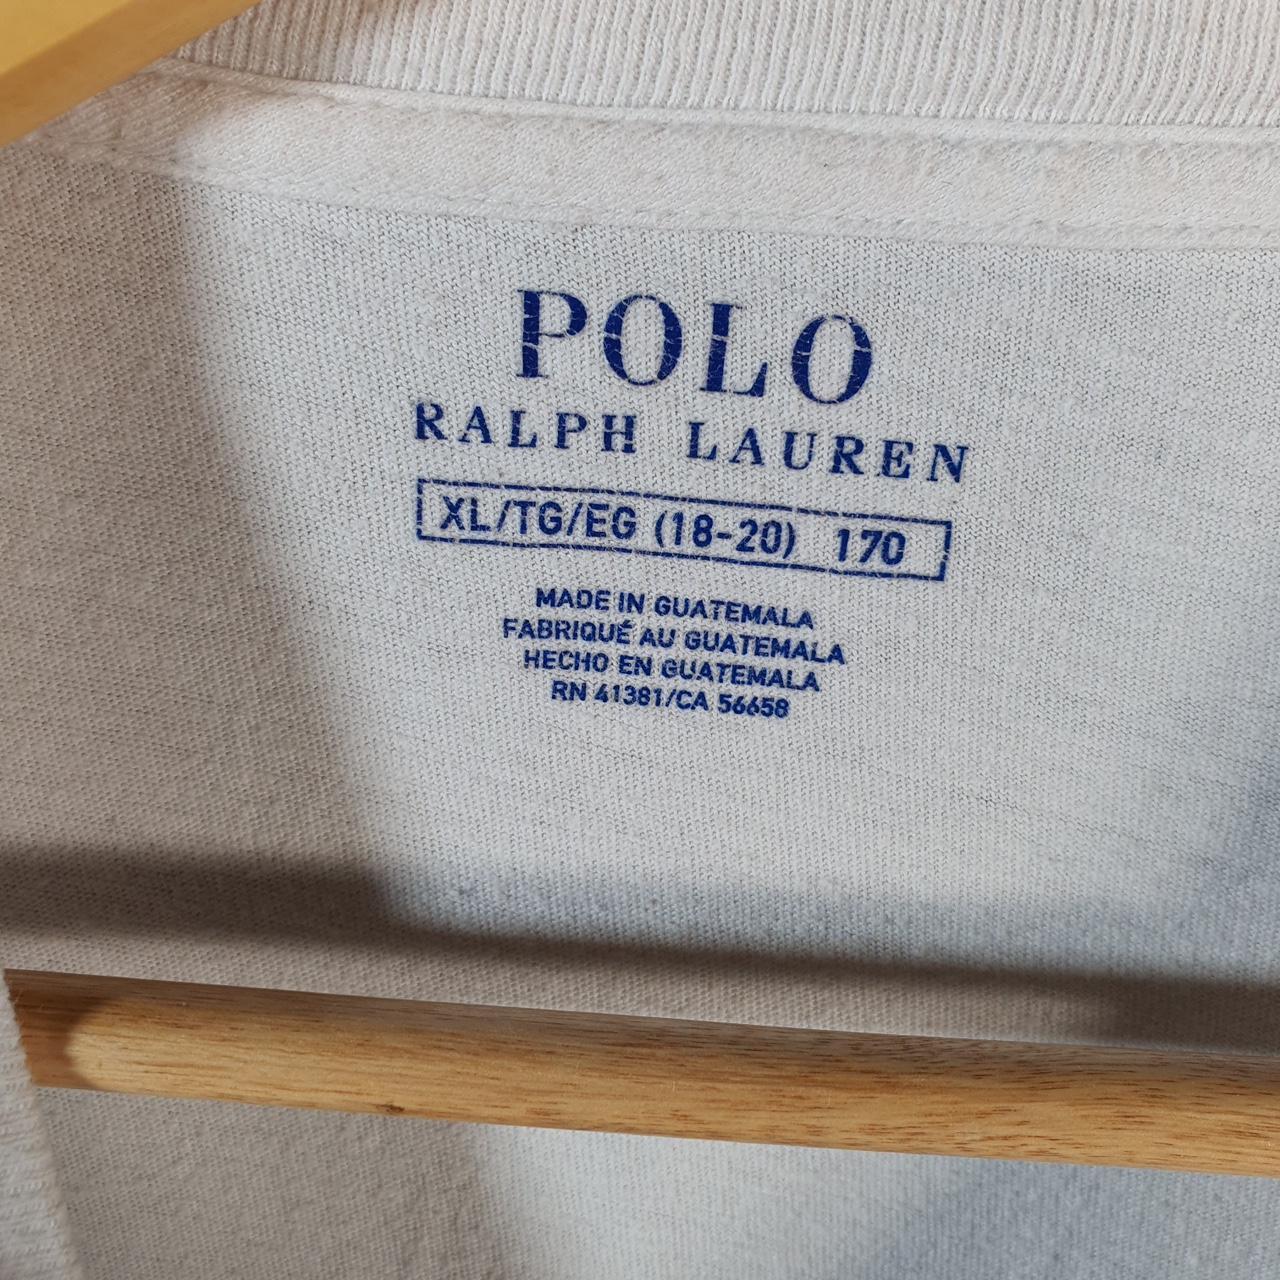 POLO
RALPH LAUREN
XL/TG/EG (18-20) 170
MADE IN GUATEMALA
FABRIQUÉ AU GUATEMALA
HECHO EN GUATEMALA
RN 41381/CA 56658